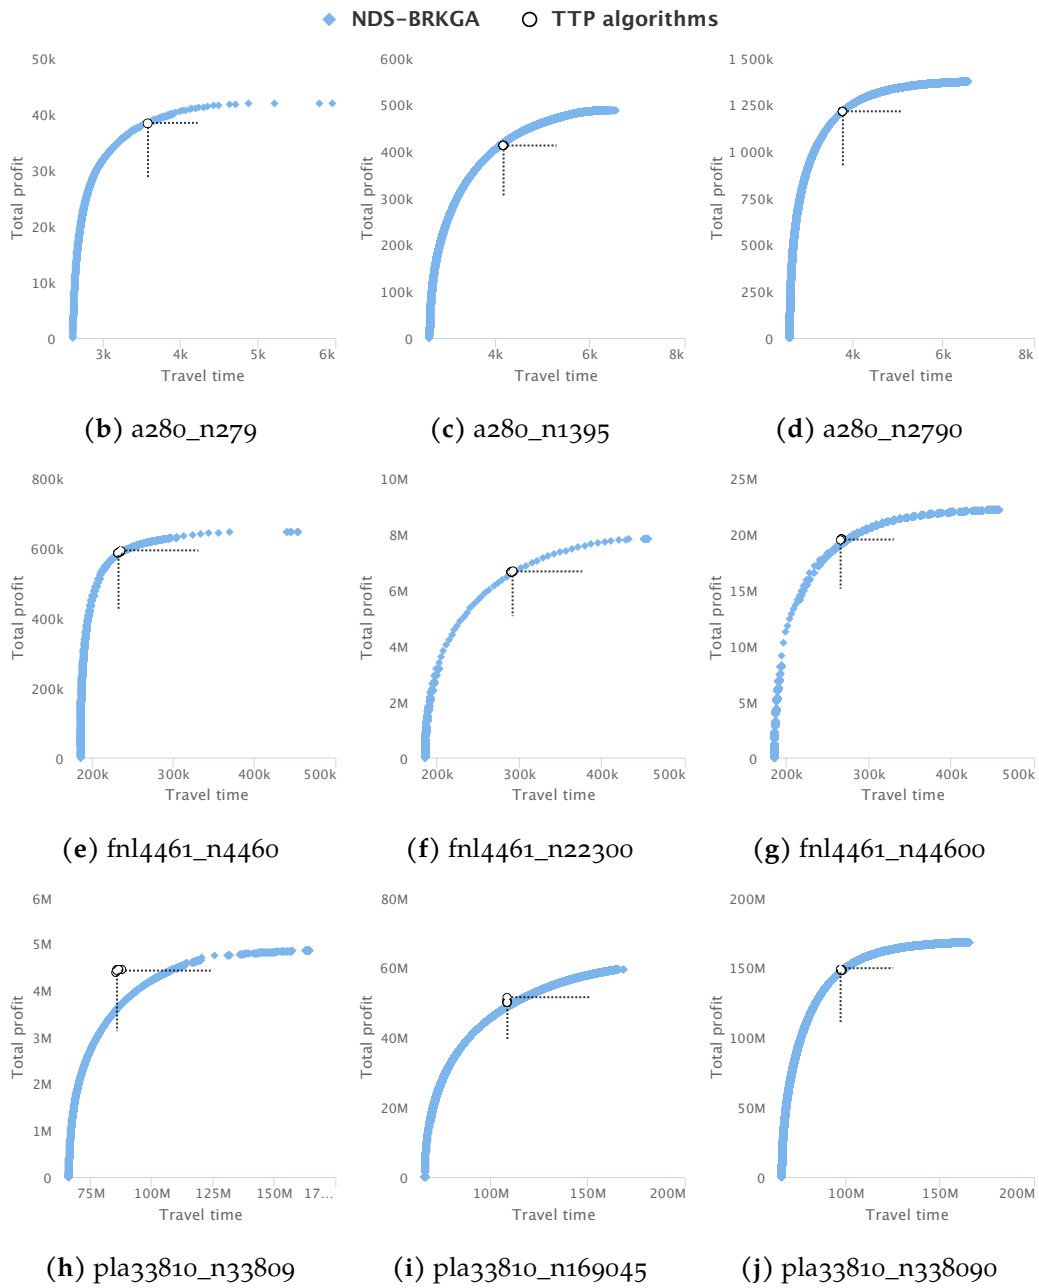 NDS-BRKGA TTP algorithms
50k
40k
30k
20k
10k
0
Total profit
3k 4k 5k 6k
Travel time
(b) a280_n279
600k
500k
400k
300k
200k
100k
0
Total profit
4k 6k 8k
Travel time
(c) a280_n1395
1 500k
1 250k
1 000k
750k
500k
250k
0
Total profit
4k 6k 8k
Travel time
(d) a280_n2790
800k
600k
400k
200k
0
Total profit
200k 300k 400k 500k
Travel time
(e) fnl4461_n4460
10M
8M
6M
4M
2M
0
Total profit
200k 300k 400k 500k
Travel time
(f) fnl4461_n22300
25M
20M
15M
10M
5M
0
Total profit
200k 300k 400k 500k
Travel time
(g) fnl4461_n44600
6M
5M
4M
3M
2M
1M
0
Total profit
75M 100M 125M 150M 17...
Travel time
(h) pla33810_n33809
80M
60M
40M
20M
0
Total profit
100M 150M 200M
Travel time
(i) pla33810_n169045
200M
150M
100M
50M
0
Total profit
100M 150M 200M
Travel time
(j) pla33810_n338090